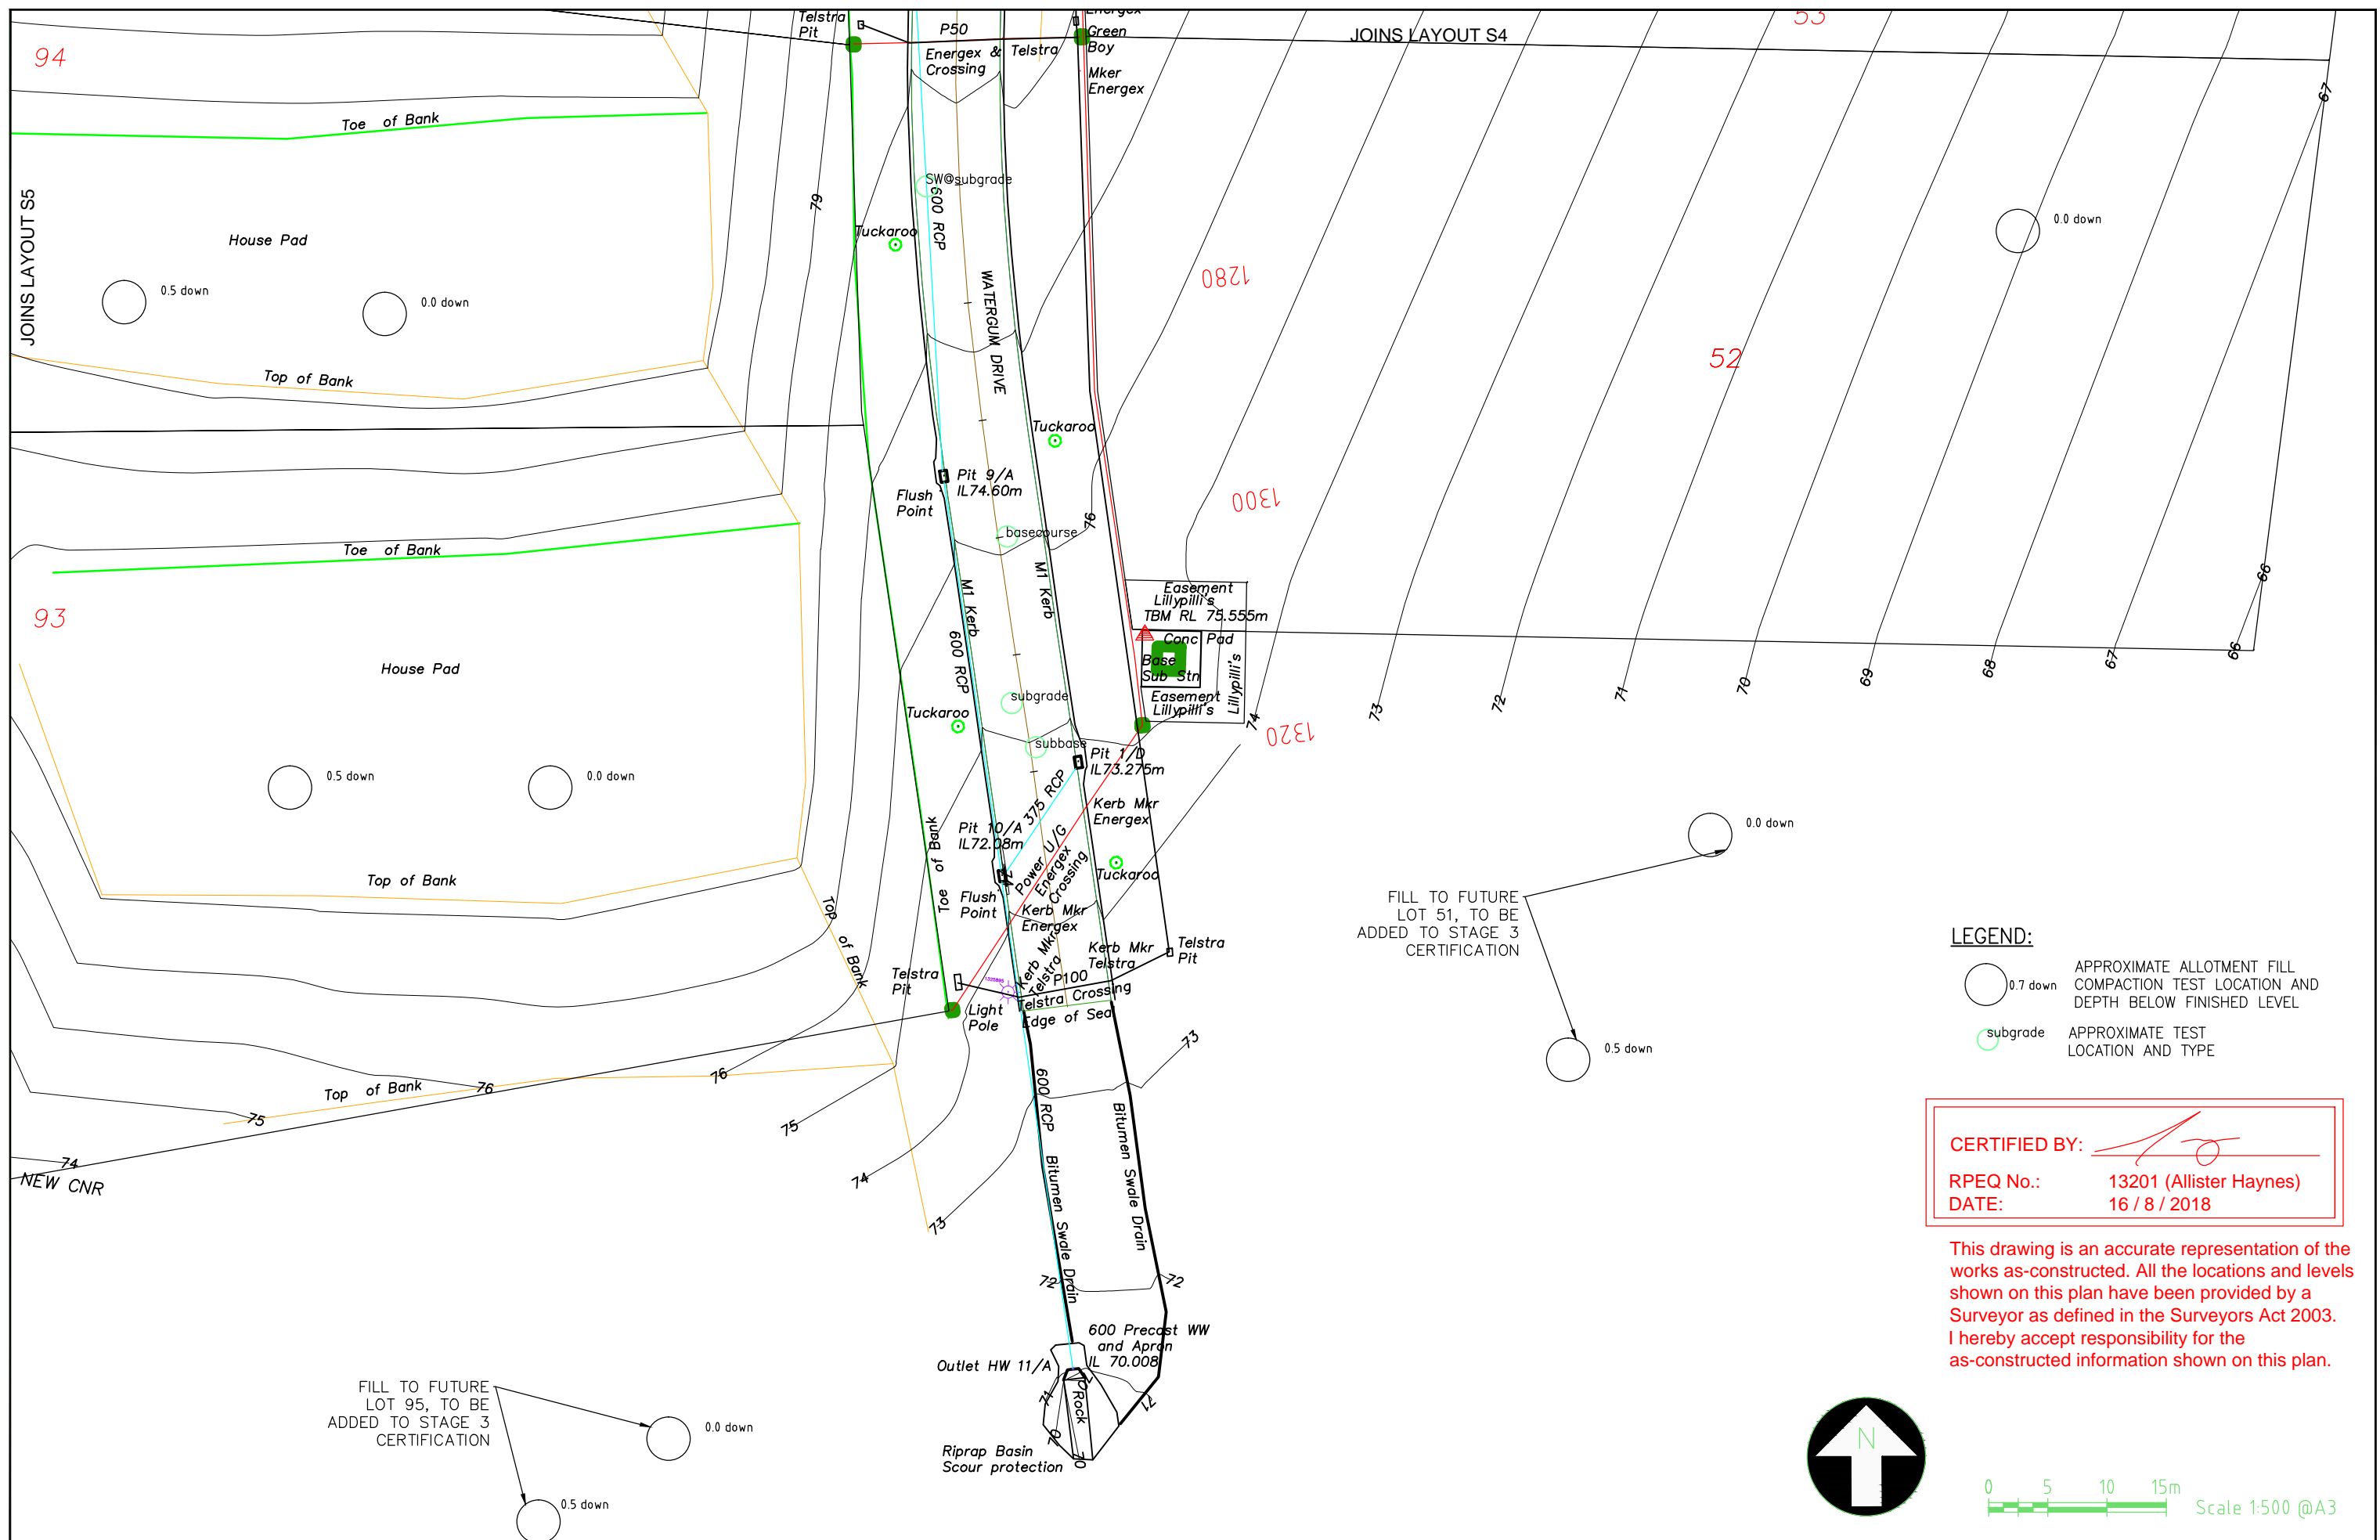 Telstra
Pit
P50
Energex & Telstra
Crossing
Green
Boy
Mker
Energex
JOINS LAYOUT S4
53
94
67
Toe of Bank
JOINS LAYOUT S5
House Pad
0.5 down
0.0 down
79
SW@subgrade
600 RCP
Tuckaroo
WATERGUM DRIVE
1280
0.0 down
52
Top of Bank
Tuckaroo
Pit 9/A
IL74.60m
Flush
Point
1300
76
basecourse
Toe of Bank
M1 Kerb
M1 Kerb
93
House Pad
600 RCP
Easement
Lillypilli's
TBM RL 75.555m
Conc Pad
Base
Sub Stn
Easement
Lillypilli's
Lillypilli's
66
66
67
68
69
70
71
72
73
74
1320
subgrade
Tuckaroo
subbase
Pit 1/D
IL73.275m
0.5 down
0.0 down
375 RCP
Kerb Mkr
Energex
Pit 10/A
IL72.08m
Toe of Bank
Power U/G
Energex
Crossing
74
Tuckaroo
0.0 down
Top of Bank
Top of Bank
Flush
Point
Kerb Mkr
Energex
Kerb Mkr
Telstra
Kerb Mkr
Telstra
Telstra
Pit
FILL TO FUTURE
LOT 51, TO BE
ADDED TO STAGE 3
CERTIFICATION
Telstra
Pit
P100
Telstra Crossing
Light
Pole
Edge of Seal
0.5 down
LEGEND:
0.7 down
APPROXIMATE ALLOTMENT FILL
COMPACTION TEST LOCATION AND
DEPTH BELOW FINISHED LEVEL
subgrade
APPROXIMATE TEST
LOCATION AND TYPE
73
76
76
75
75
74
74
73
Top of Bank
NEW CNR
600 RCP
Bitumen Swale Drain
Bitumen Swale Drain
CERTIFIED BY:
RPEQ No.: 13201 (Allister Haynes)
DATE: 16 / 8 / 2018
This drawing is an accurate representation of the
works as-constructed. All the locations and levels
shown on this plan have been provided by a
Surveyor as defined in the Surveyors Act 2003.
I hereby accept responsibility for the
as-constructed information shown on this plan.
72
72
600 Precast WW
and Apron
IL 70.008
Outlet HW 11/A
71
71
70
Rock
70
70
Riprap Basin
Scour protection
FILL TO FUTURE
LOT 95, TO BE
ADDED TO STAGE 3
CERTIFICATION
0.0 down
0.5 down
N
0 5 10 15m
Scale 1:500 @A3